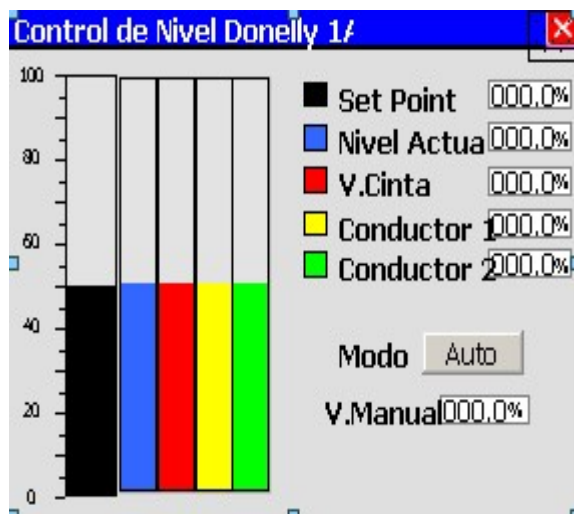 Control de Nivel Donelly 1/
100
80
60
40
20
0
Set Point 000.0%
Nivel Actua 000.0%
V.Cinta 000.0%
Conductor 1 000.0%
Conductor 2 000.0%
Modo Auto
V.Manual 000.0%